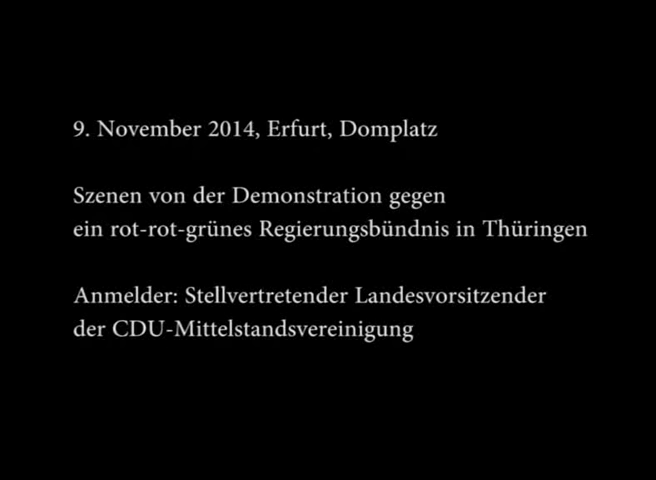 9. November 2014, Erfurt, Domplatz
Szenen von der Demonstration gegen
ein rot-rot-grünes Regierungsbündnis in Thüringen
Anmelder: Stellvertretender Landesvorsitzender
der CDU-Mittelstandsvereinigung